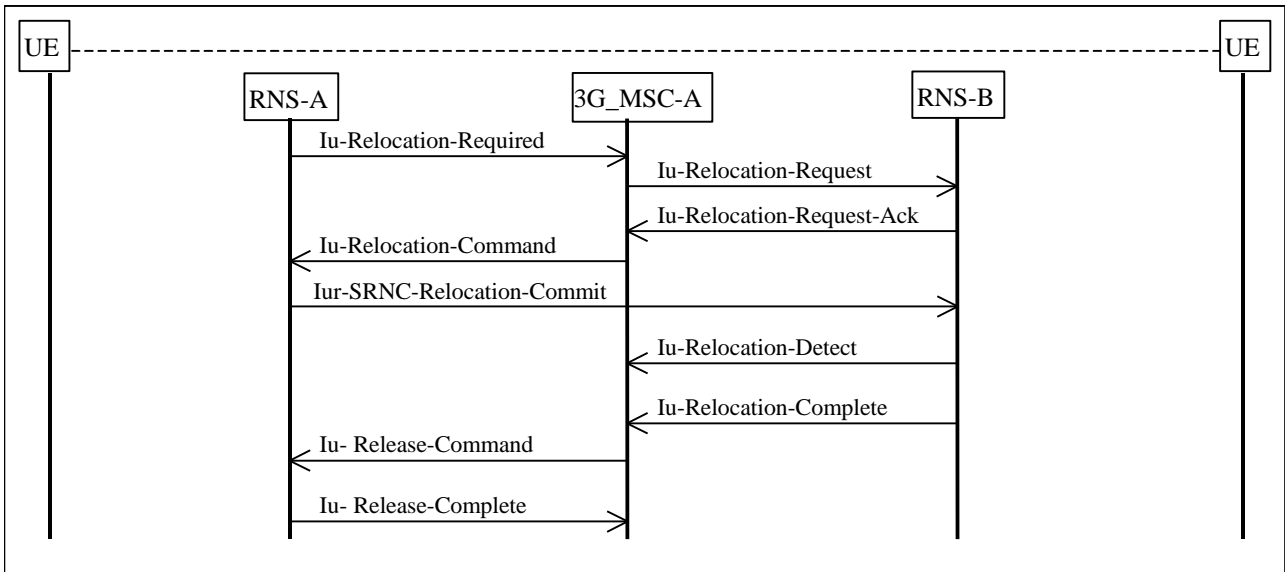 UE
UE
RNS-A
3G_MSC-A
RNS-B
Iu-Relocation-Required
Iu-Relocation-Request
Iu-Relocation-Request-Ack
Iu-Relocation-Command
Iur-SRNC-Relocation-Commit
Iu-Relocation-Detect
Iu-Relocation-Complete
Iu- Release-Command
Iu- Release-Complete